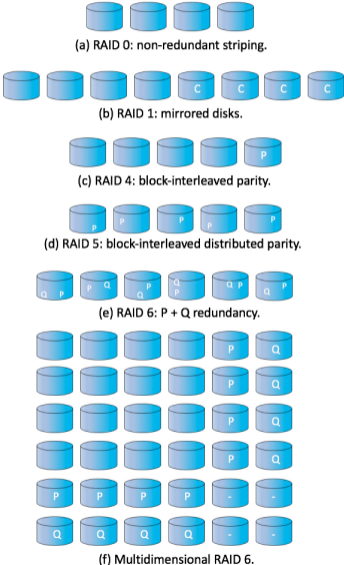 (a) RAID 0: non-redundant striping.
C C C C
(b) RAID 1: mirrored disks.
P
(c) RAID 4: block-interleaved parity.
P P P P P
(d) RAID 5: block-interleaved distributed parity.
Q P P Q Q P Q P Q P Q P
(e) RAID 6: P + Q redundancy.
P Q
P Q
P Q
P Q
P P P P - -
Q Q Q Q - -
(f) Multidimensional RAID 6.